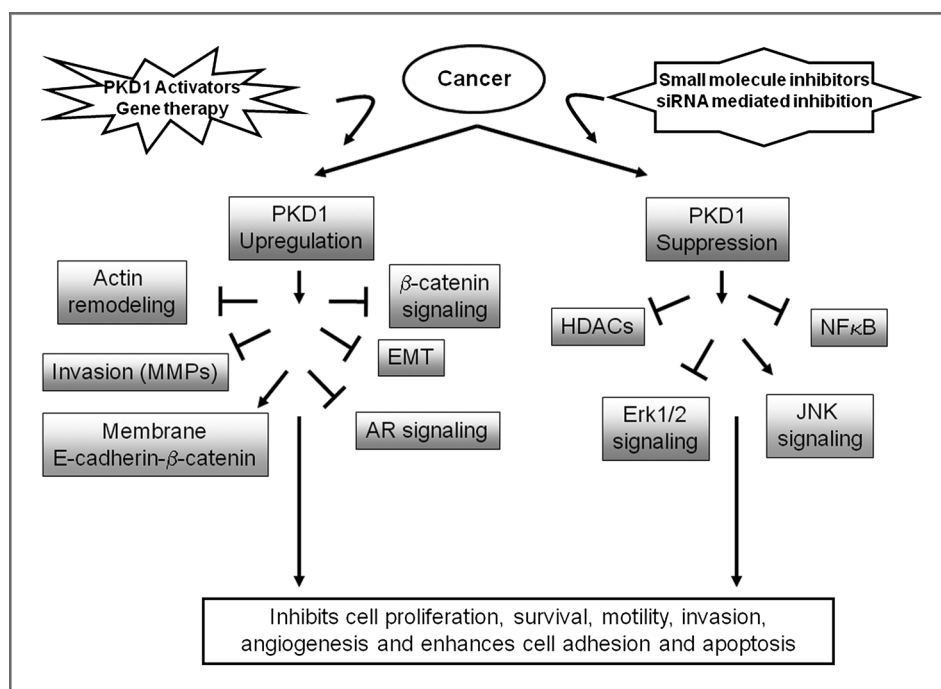 PKD1 Activators
Gene therapy
Cancer
Small molecule inhibitors
siRNA mediated inhibition
PKD1
Upregulation
PKD1
Suppression
Actin
remodeling
β-catenin
signaling
HDACs
NFκB
Invasion (MMPs)
EMT
Membrane
E-cadherin-β-catenin
AR signaling
Erk1/2
signaling
JNK
signaling
Inhibits cell proliferation, survival, motility, invasion,
angiogenesis and enhances cell adhesion and apoptosis